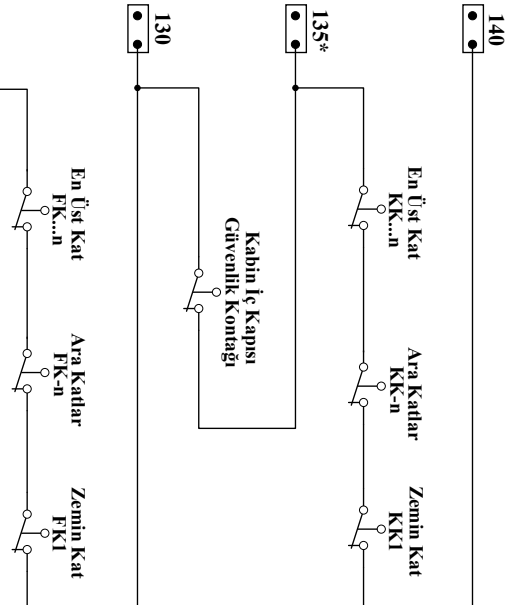 140
135*
130
En Üst Kat
KK....n
Ara Katlar
KK-n
Zemin Kat
KK1
Kabin İç Kapısı
Güvenlik Kontağı
En Üst Kat
FK....n
Ara Katlar
FK-n
Zemin Kat
FK1